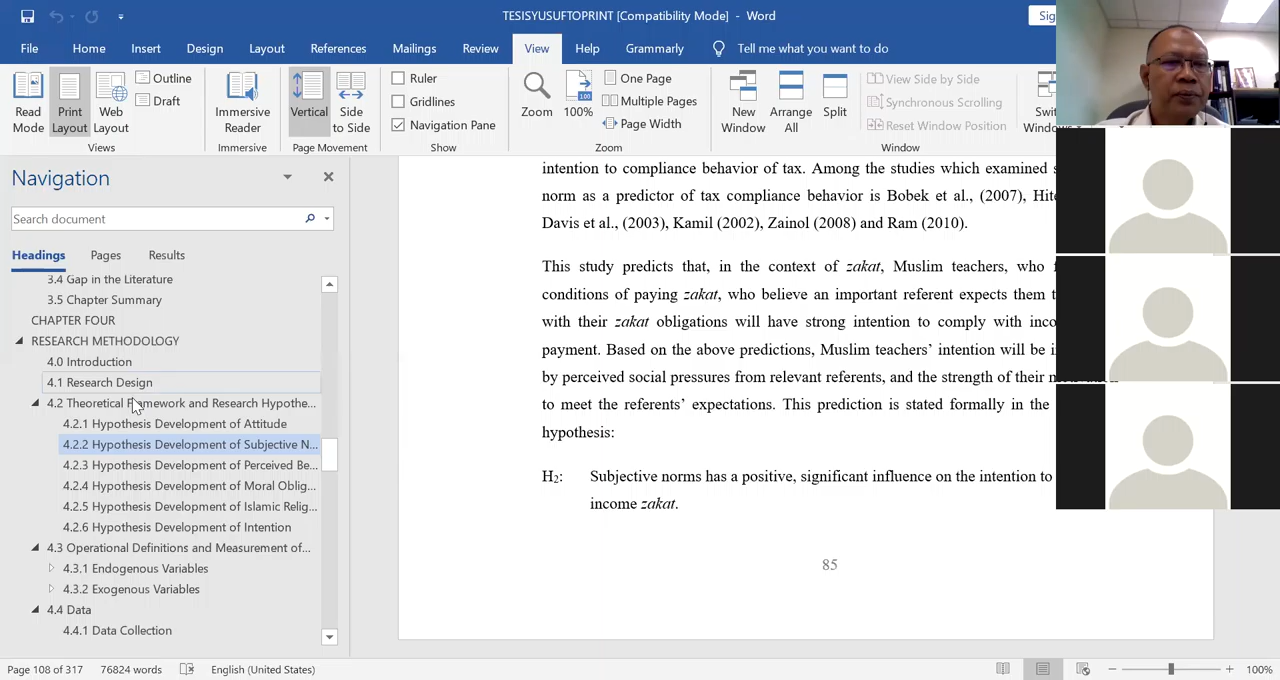 TESISYUSUFTOPRINT [Compatibility Mode] - Word
Sig
File Home Insert Design Layout References Mailings Review View Help Grammarly Tell me what you want to do
Read Mode
Print Layout
Web Layout
Outline
Draft
Views
Immersive Reader
Immersive
Vertical
Side to Side
Page Movement
Ruler
Gridlines
Navigation Pane
Show
Zoom
100
100%
One Page
Multiple Pages
Page Width
Zoom
New Window
Arrange All
Split
View Side by Side
Synchronous Scrolling
Reset Window Position
Window
Navigation
Search document
Headings Pages Results
3.4 Gap in the Literature
3.5 Chapter Summary
CHAPTER FOUR
RESEARCH METHODOLOGY
4.0 Introduction
4.1 Research Design
4.2 Theoretical Framework and Research Hypothe...
4.2.1 Hypothesis Development of Attitude
4.2.2 Hypothesis Development of Subjective N...
4.2.3 Hypothesis Development of Perceived Be...
4.2.4 Hypothesis Development of Moral Oblig...
4.2.5 Hypothesis Development of Islamic Relig...
4.2.6 Hypothesis Development of Intention
4.3 Operational Definitions and Measurement of...
4.3.1 Endogenous Variables
4.3.2 Exogenous Variables
4.4 Data
4.4.1 Data Collection
intention to compliance behavior of tax. Among the studies which examined s
norm as a predictor of tax compliance behavior is Bobek et al., (2007), Hite
Davis et al., (2003), Kamil (2002), Zainol (2008) and Ram (2010).
This study predicts that, in the context of zakat, Muslim teachers, who f
conditions of paying zakat, who believe an important referent expects them t
with their zakat obligations will have strong intention to comply with inco
payment. Based on the above predictions, Muslim teachers’ intention will be i
by perceived social pressures from relevant referents, and the strength of their
to meet the referents’ expectations. This prediction is stated formally in the
hypothesis:
H2: Subjective norms has a positive, significant influence on the intention to
income zakat.
85
Page 108 of 317 76824 words English (United States) 100%